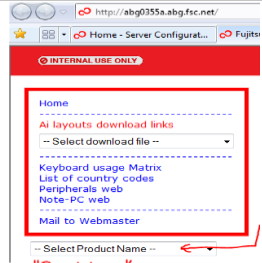 http://abg0355a.abg.fsc.net/
Home - Server Configurat... Fujits
INTERNAL USE ONLY
Home
Ai layouts download links
-- Select download file --
Keyboard usage Matrix
List of country codes
Peripherals web
Note-PC web
Mail to Webmaster
-- Select Product Name --